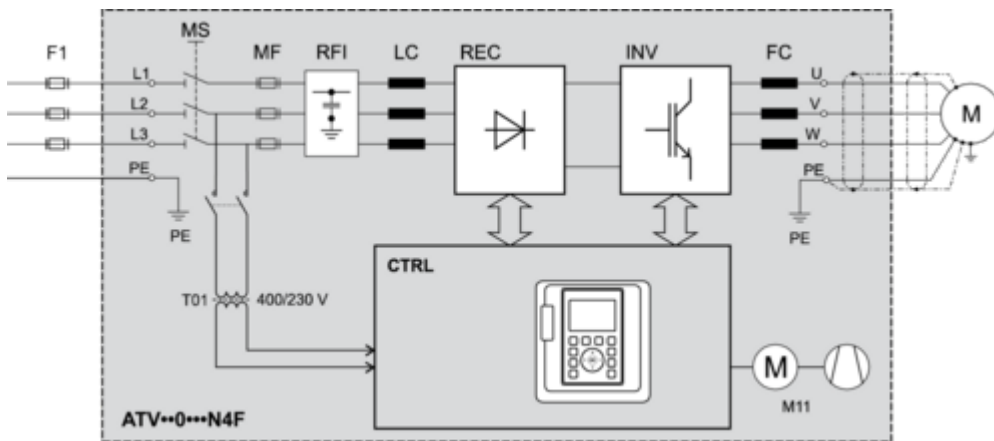 MS
F1 MF RFI LC REC INV FC
L1 U
L2 V M
L3 W
PE PE
PE PE
CTRL
T01 400/230 V
M
M11
ATV••0•••N4F